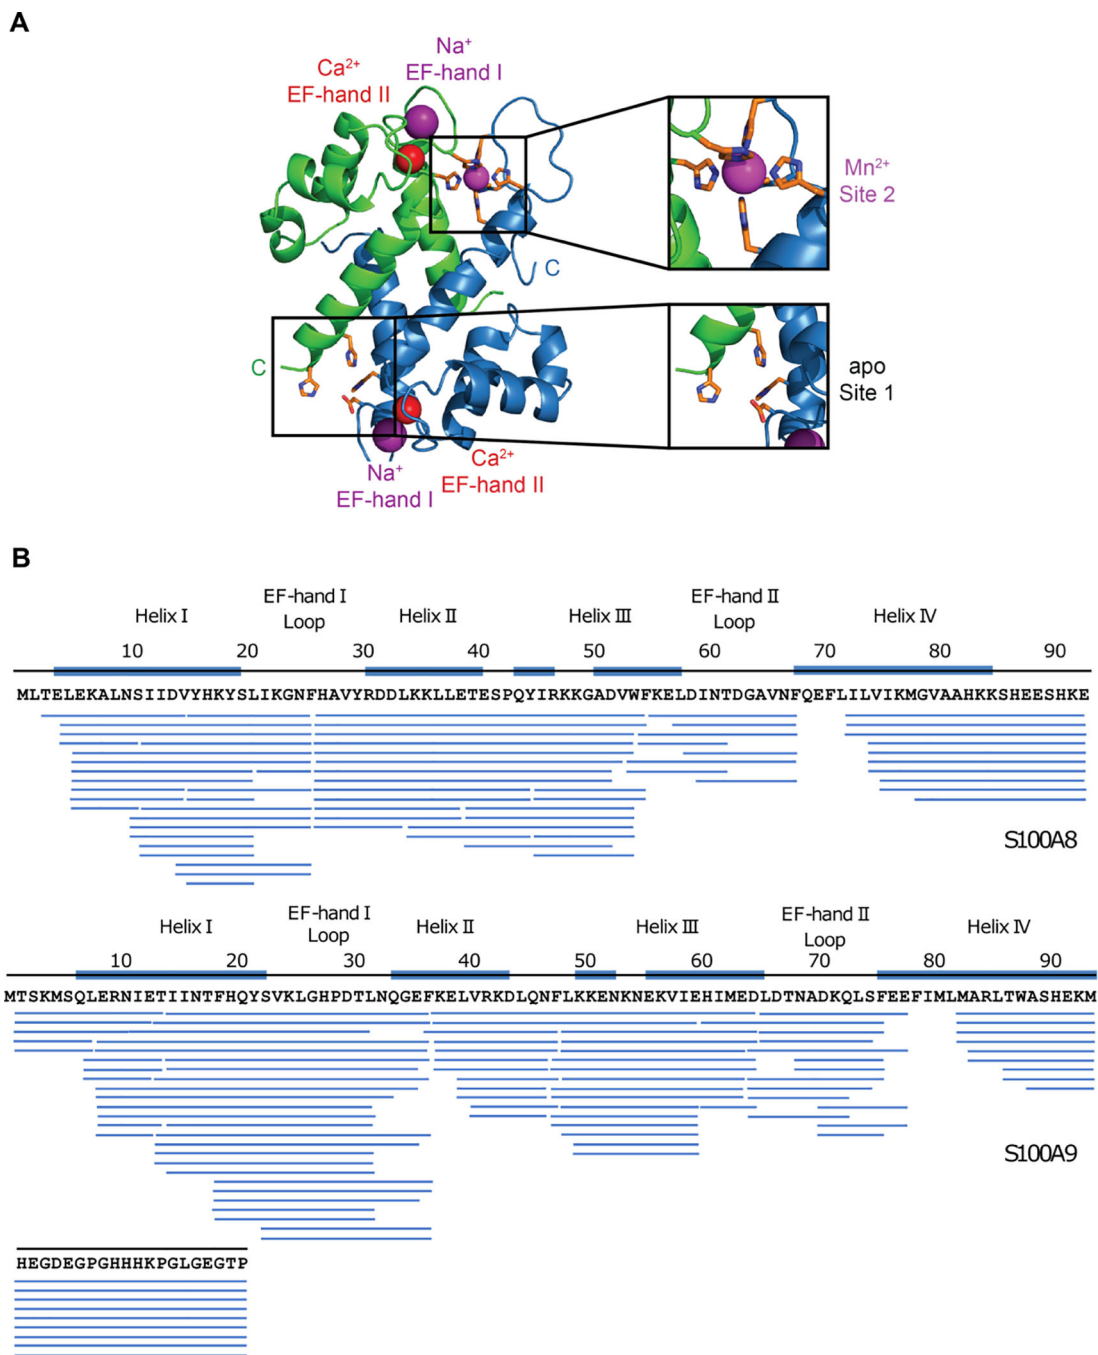 A
Na+
EF-hand I
Ca2+
EF-hand II
Mn2+
Site 2
C
C
apo
Site 1
Na+
EF-hand I
Ca2+
EF-hand II
B
Helix I
EF-hand I
Loop
Helix II
Helix III
EF-hand II
Loop
Helix IV
10 20 30 40 50 60 70 80 90
MLTELEKALNSIIDVYHKYSLIKGNFHAVYRDDLKKLLETESPQYIRKKGADVWFKELDINTDGAVNFQEFLILVIKMGVAAHKKSHEESHKE
S100A8
Helix I
EF-hand I
Loop
Helix II
Helix III
EF-hand II
Loop
Helix IV
10 20 30 40 50 60 70 80 90
MTSKMSQLERNIETIINTFHQYSVKLGHPDTLNQGEFKELVRKDLQNFLKKENKNEKVIEHIMEDLDTNADKQLSFEEFIMLMARLTWASHEKM
S100A9
HEGDEGPGHHHKPGLGEGTP